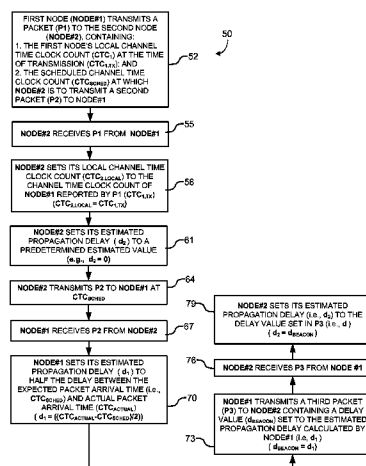 FIRST NODE (NODE#1) TRANSMITS A
PACKET (P1) TO THE SECOND NODE
(NODE#2), CONTAINING:
1. THE FIRST NODE'S LOCAL CHANNEL
TIME CLOCK COUNT (CTC1) AT THE TIME
OF TRANSMISSION (CTC1,TX); AND
2. THE SCHEDULED CHANNEL TIME
CLOCK COUNT (CTCSCHED) AT WHICH
NODE#2 IS TO TRANSMIT A SECOND
PACKET (P2) TO NODE#1
50
52
NODE#2 RECEIVES P1 FROM NODE#1
55
NODE#2 SETS ITS LOCAL CHANNEL TIME
CLOCK COUNT (CTC2,LOCAL) TO THE
CHANNEL TIME CLOCK COUNT OF
NODE#1 REPORTED BY P1 (CTC1,TX)
(CTC2,LOCAL = CTC1,TX)
58
NODE#2 SETS ITS ESTIMATED
PROPAGATION DELAY ( d2) TO A
PREDETERMINED ESTIMATED VALUE
(e.g., d2 = 0)
61
NODE#2 TRANSMITS P2 TO NODE#1 AT
CTCSCHED
64
NODE#1 RECEIVES P2 FROM NODE#2
67
NODE#1 SETS ITS ESTIMATED
PROPAGATION DELAY ( d1) TO
HALF THE DELAY BETWEEN THE
EXPECTED PACKET ARRIVAL TIME (i.e.,
CTCSCHED) AND ACTUAL PACKET
ARRIVAL TIME (CTCACTUAL)
( d1 = ((CTCACTUAL-CTCSCHED)/2))
70
79
NODE#2 SETS ITS ESTIMATED
PROPAGATION DELAY (i.e., d2) TO THE
DELAY VALUE SET IN P3 (i.e., d )
( d2 = dBEACON)
76
NODE#2 RECEIVES P3 FROM NODE #1
NODE#1 TRANSMITS A THIRD PACKET
(P3) TO NODE#2 CONTAINING A DELAY
VALUE (dBEACON) SET TO THE ESTIMATED
PROPAGATION DELAY CALCULATED BY
NODE#1 (i.e, d1 )
( dBEACON = d1)
73